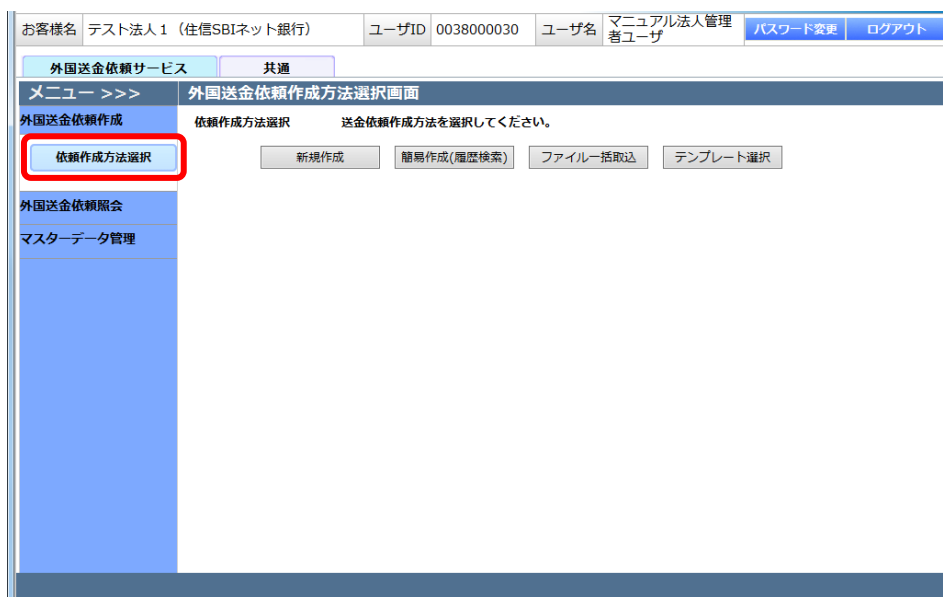 お客様名 テスト法人1（住信SBIネット銀行） ユーザID 0038000030 ユーザ名 マニュアル法人管理者ユーザ パスワード変更 ログアウト
外国送金依頼サービス 共通
メニュー >>> 外国送金依頼作成方法選択画面
外国送金依頼作成 依頼作成方法選択 送金依頼作成方法を選択してください。
依頼作成方法選択 新規作成 簡易作成(履歴検索) ファイル一括取込 テンプレート選択
外国送金依頼照会
マスターデータ管理